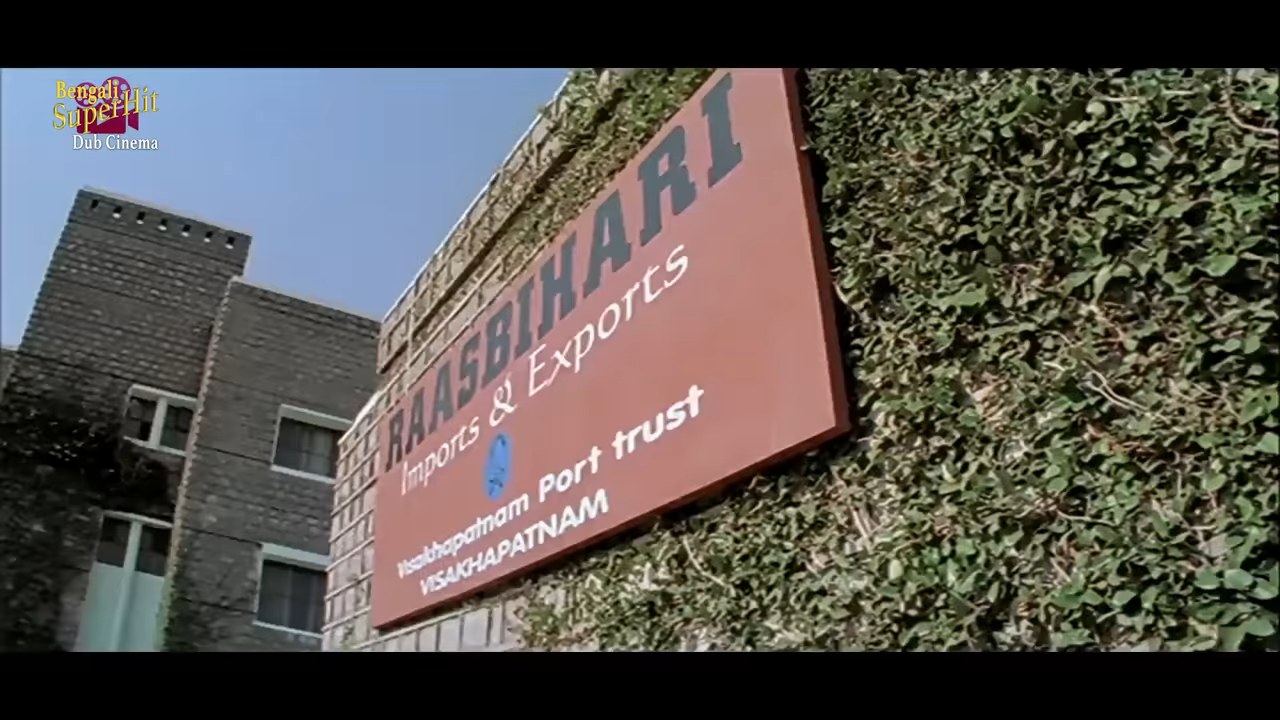 Bengali
SuperHit
Dub Cinema
RAASBIHARI
Imports & Exports
Visakhapatnam Port trust
VISAKHAPATNAM